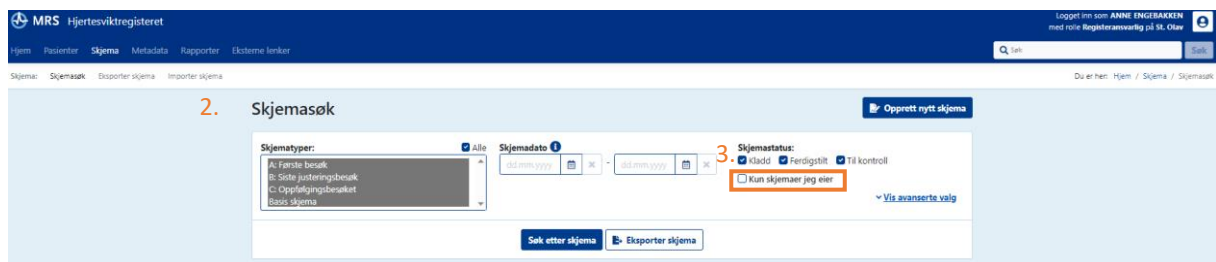 MRS Hjertesviktregisteret
Logget inn som ANNE ENGEBAKKEN
med rolle Registeransvarlig på St. Olav
Hjem Pasienter Skjema Metadata Rapporter Eksterne lenker
Søk Søk
Skjema: Skjemasøk Eksporter skjema Importer skjema
Du er her: Hjem / Skjema / Skjemasøk
2. Skjemasøk
Opprett nytt skjema
Skjematyper: Alle
A: Første besøk
B: Siste justeringsbesøk
C: Oppfølgingsbesøket
Basis skjema
Skjemadato
dd.mm.yyyy - dd.mm.yyyy
3. Skjemastatus:
Kladd Ferdigstilt Til kontroll
Kun skjemaer jeg eier
Vis avanserte valg
Søk etter skjema Eksporter skjema